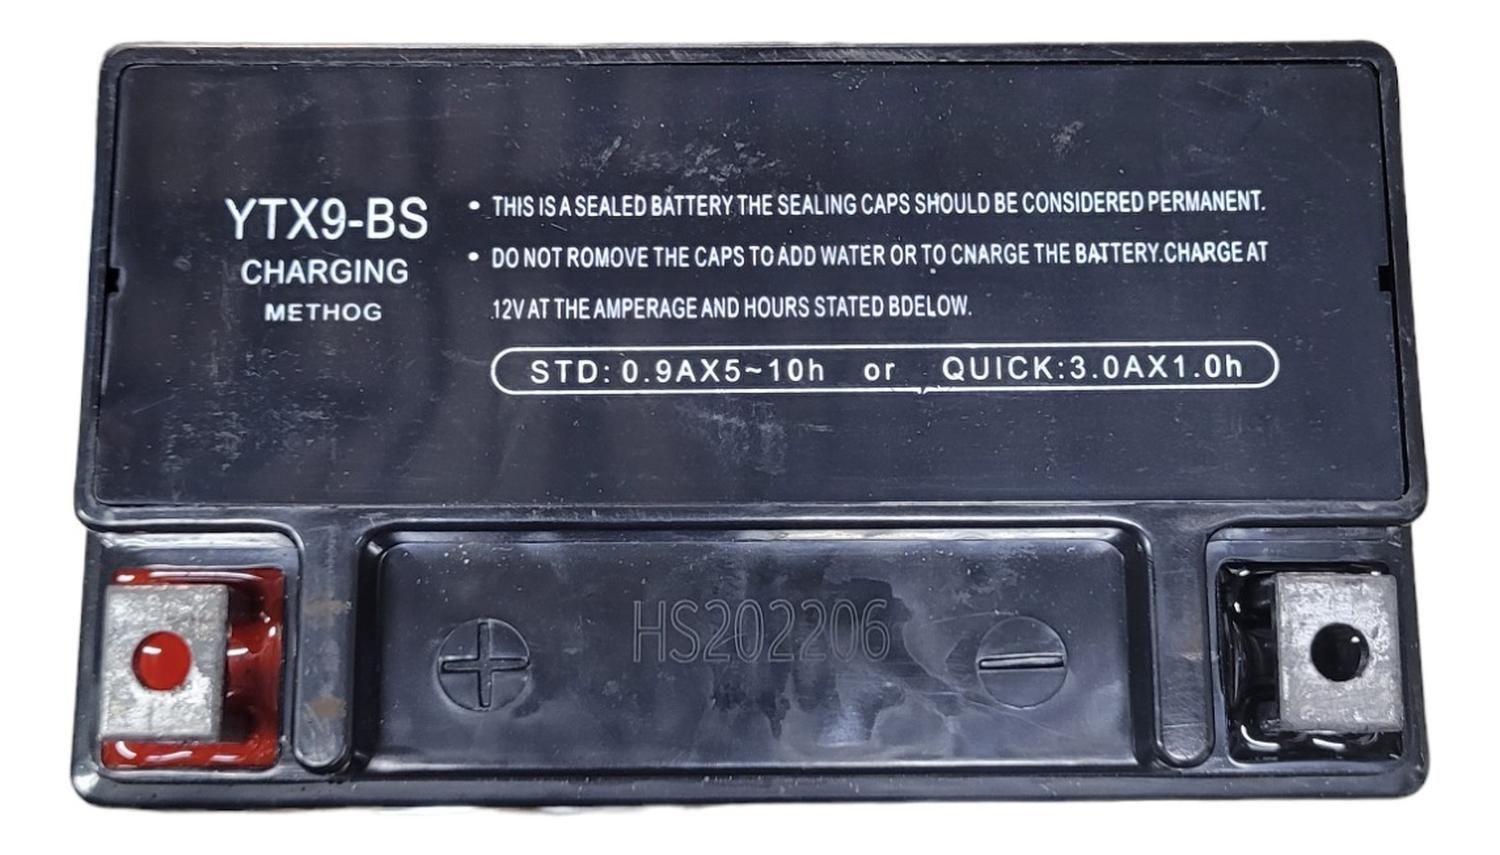 YTX9-BS
CHARGING
METHOG
• THIS IS A SEALED BATTERY THE SEALING CAPS SHOULD BE CONSIDERED PERMANENT.
• DO NOT ROMOVE THE CAPS TO ADD WATER OR TO CNARGE THE BATTERY.CHARGE AT
12V AT THE AMPERAGE AND HOURS STATED BDELOW.
STD: 0.9AX5~10h or QUICK:3.0AX1.0h
+ HS202206 −